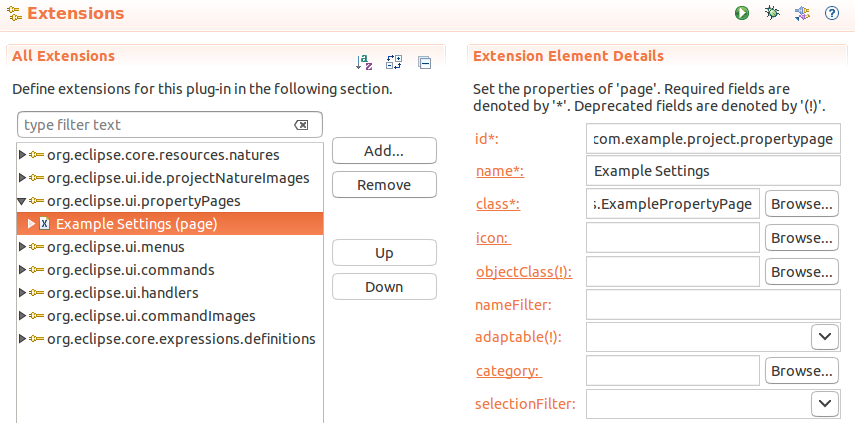 Extensions
All Extensions
Define extensions for this plug-in in the following section.
type filter text
org.eclipse.core.resources.natures
org.eclipse.ui.ide.projectNatureImages
org.eclipse.ui.propertyPages
Example Settings (page)
org.eclipse.ui.menus
org.eclipse.ui.commands
org.eclipse.ui.handlers
org.eclipse.ui.commandImages
org.eclipse.core.expressions.definitions
Add...
Remove
Up
Down
Extension Element Details
Set the properties of 'page'. Required fields are
denoted by '*'. Deprecated fields are denoted by '(!)'.
id*: com.example.project.propertypage
name*: Example Settings
class*: s.ExamplePropertyPage Browse...
icon: Browse...
objectClass(!): Browse...
nameFilter:
adaptable(!):
category: Browse...
selectionFilter: